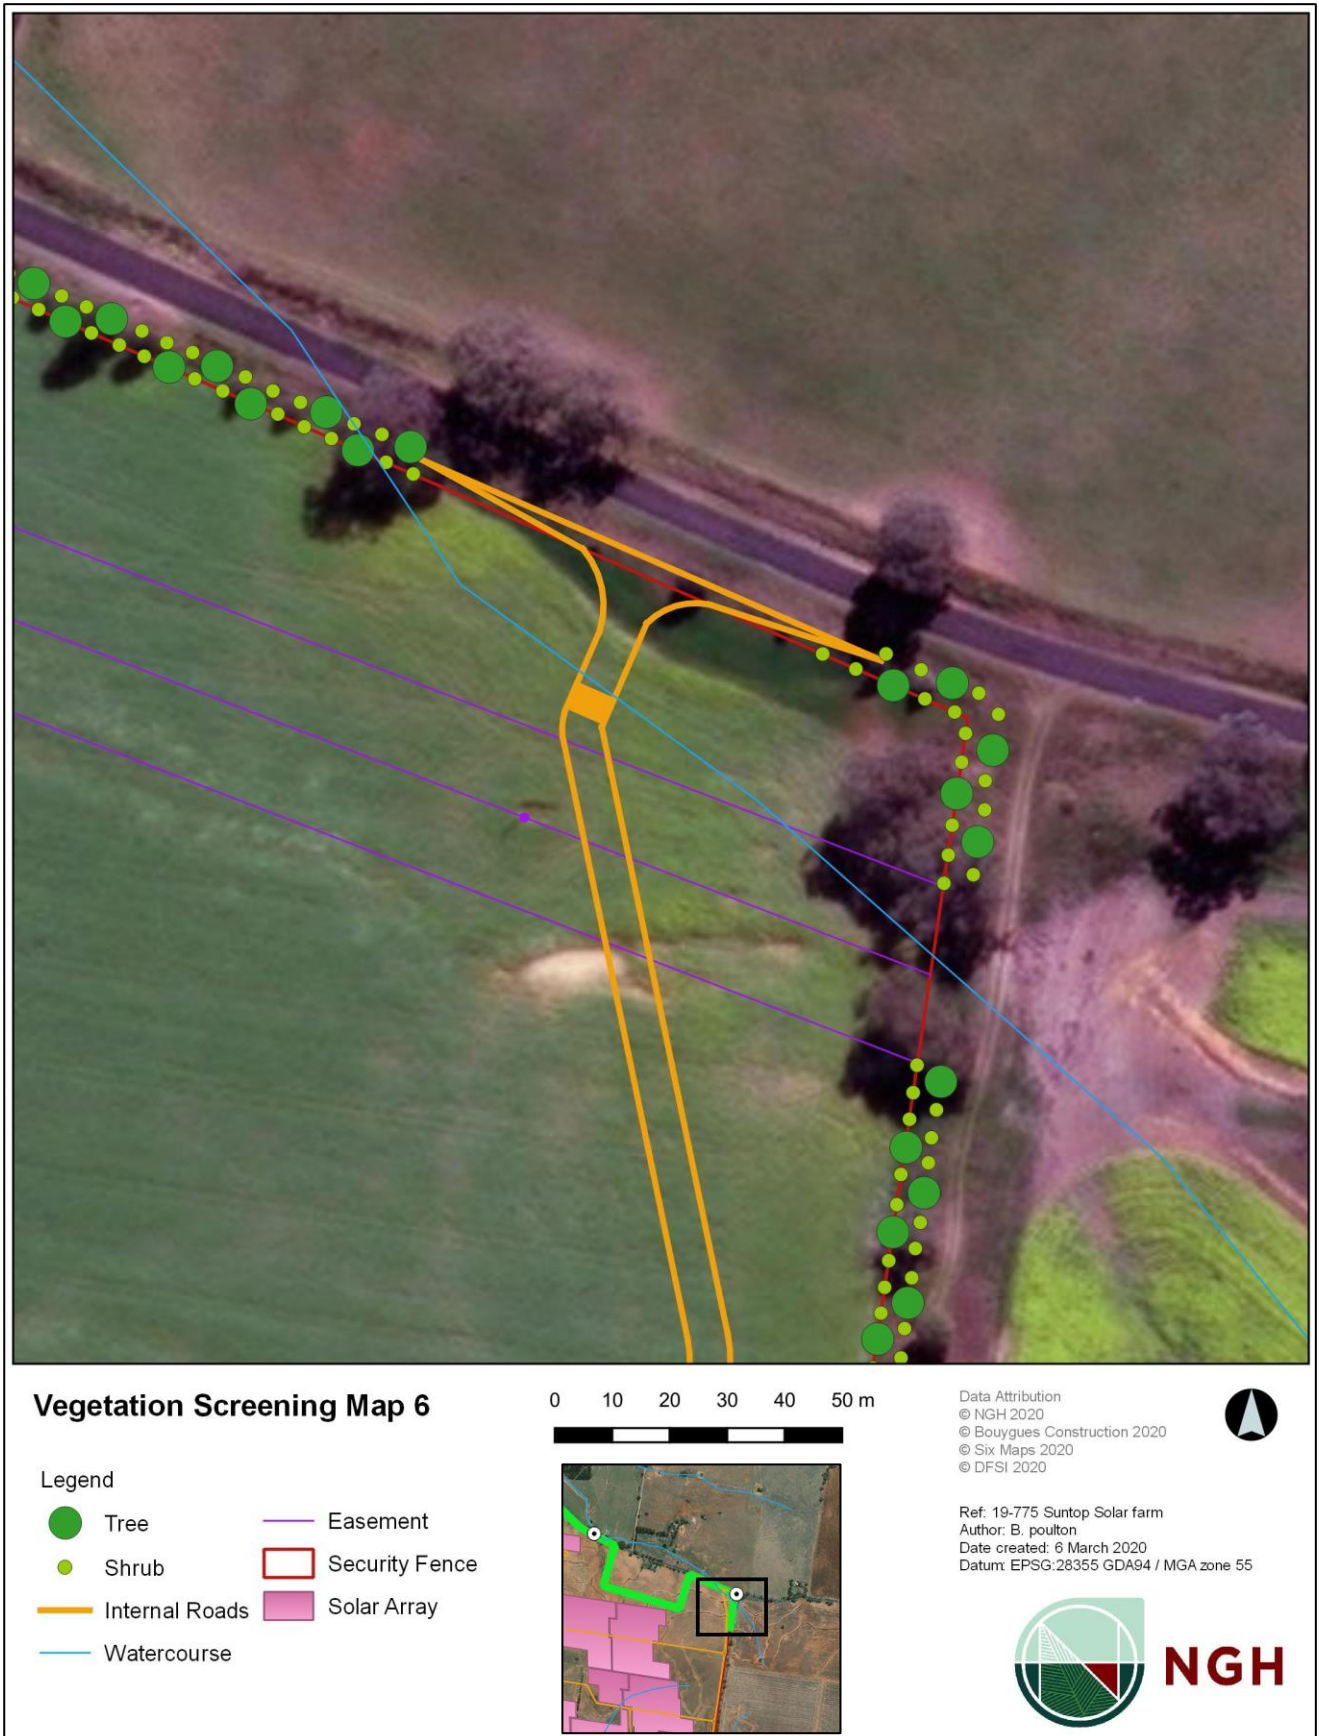 Vegetation Screening Map 6
Legend
Tree
Shrub
Internal Roads
Watercourse
Easement
Security Fence
Solar Array
0 10 20 30 40 50 m
Data Attribution
© NGH 2020
© Bouygues Construction 2020
© Six Maps 2020
© DFSI 2020
Ref: 19-775 Suntop Solar farm
Author: B. poulton
Date created: 6 March 2020
Datum: EPSG:28355 GDA94 / MGA zone 55
NGH